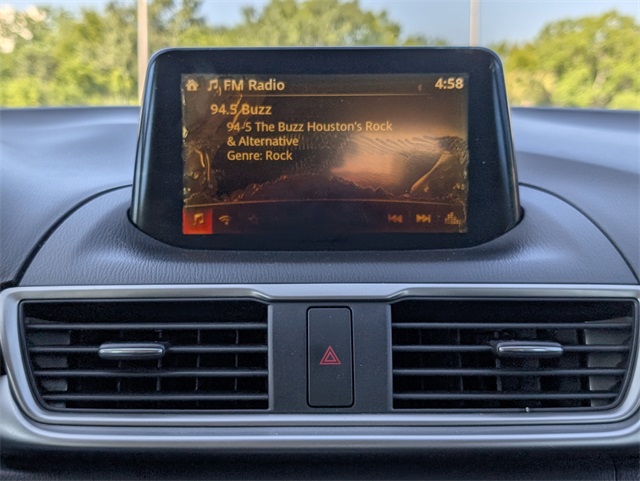 FM Radio 4:58
94.5 Buzz
94-5 The Buzz Houston's Rock
& Alternative
Genre: Rock